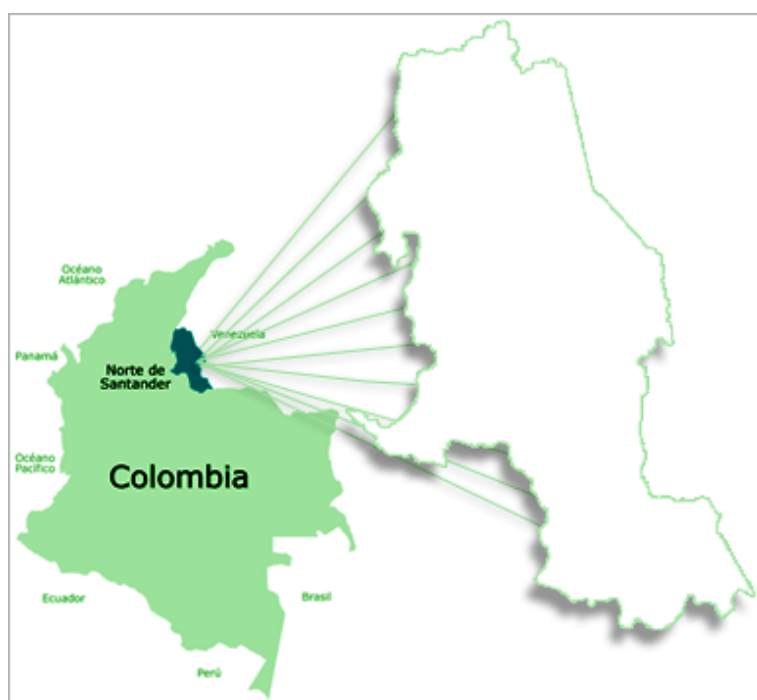 Océano
Atlántico
Venezuela
Panamá
Norte de
Santander
Océano
Pacífico
Colombia
Ecuador
Brasil
Perú